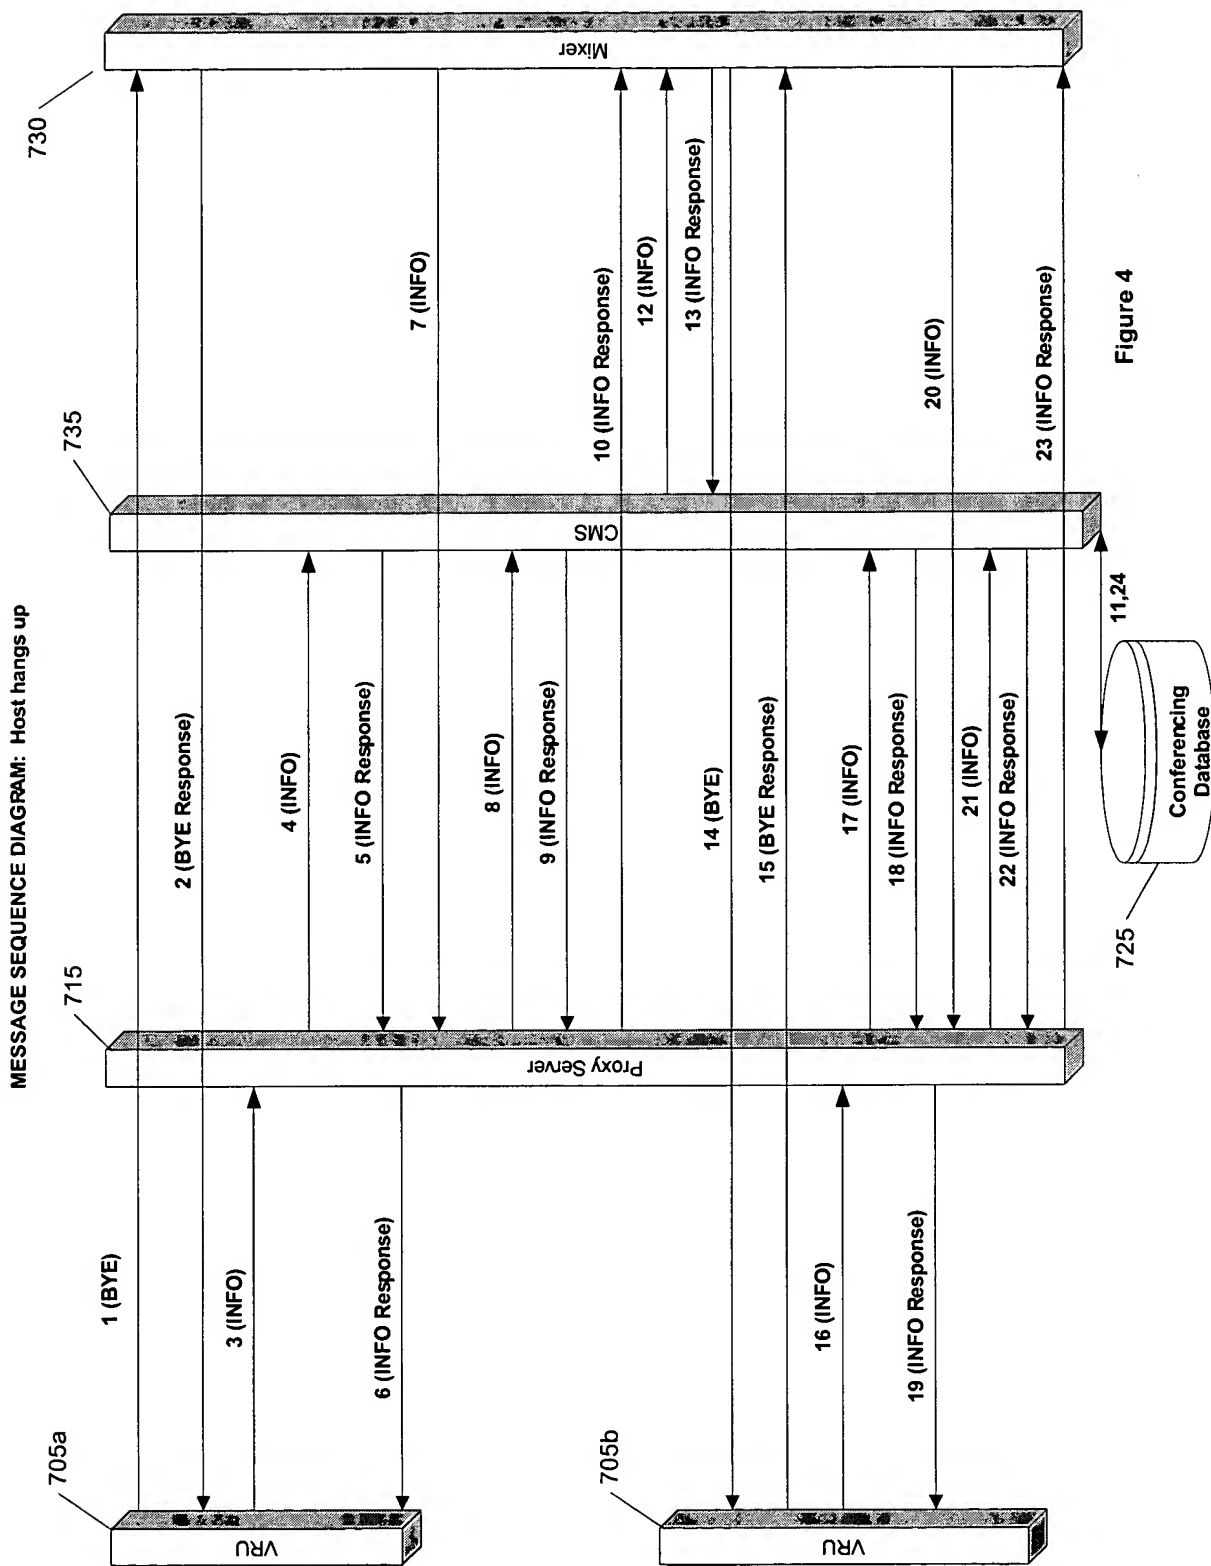 MESSAGE SEQUENCE DIAGRAM: Host hangs up
705a
715
735
730
VRU
Proxy Server
CMS
Mixer
1 (BYE)
2 (BYE Response)
3 (INFO)
4 (INFO)
5 (INFO Response)
6 (INFO Response)
7 (INFO)
8 (INFO)
9 (INFO Response)
10 (INFO Response)
12 (INFO)
13 (INFO Response)
705b
VRU
14 (BYE)
15 (BYE Response)
16 (INFO)
17 (INFO)
18 (INFO Response)
19 (INFO Response)
20 (INFO)
21 (INFO)
22 (INFO Response)
23 (INFO Response)
11,24
725
Conferencing
Database
Figure 4